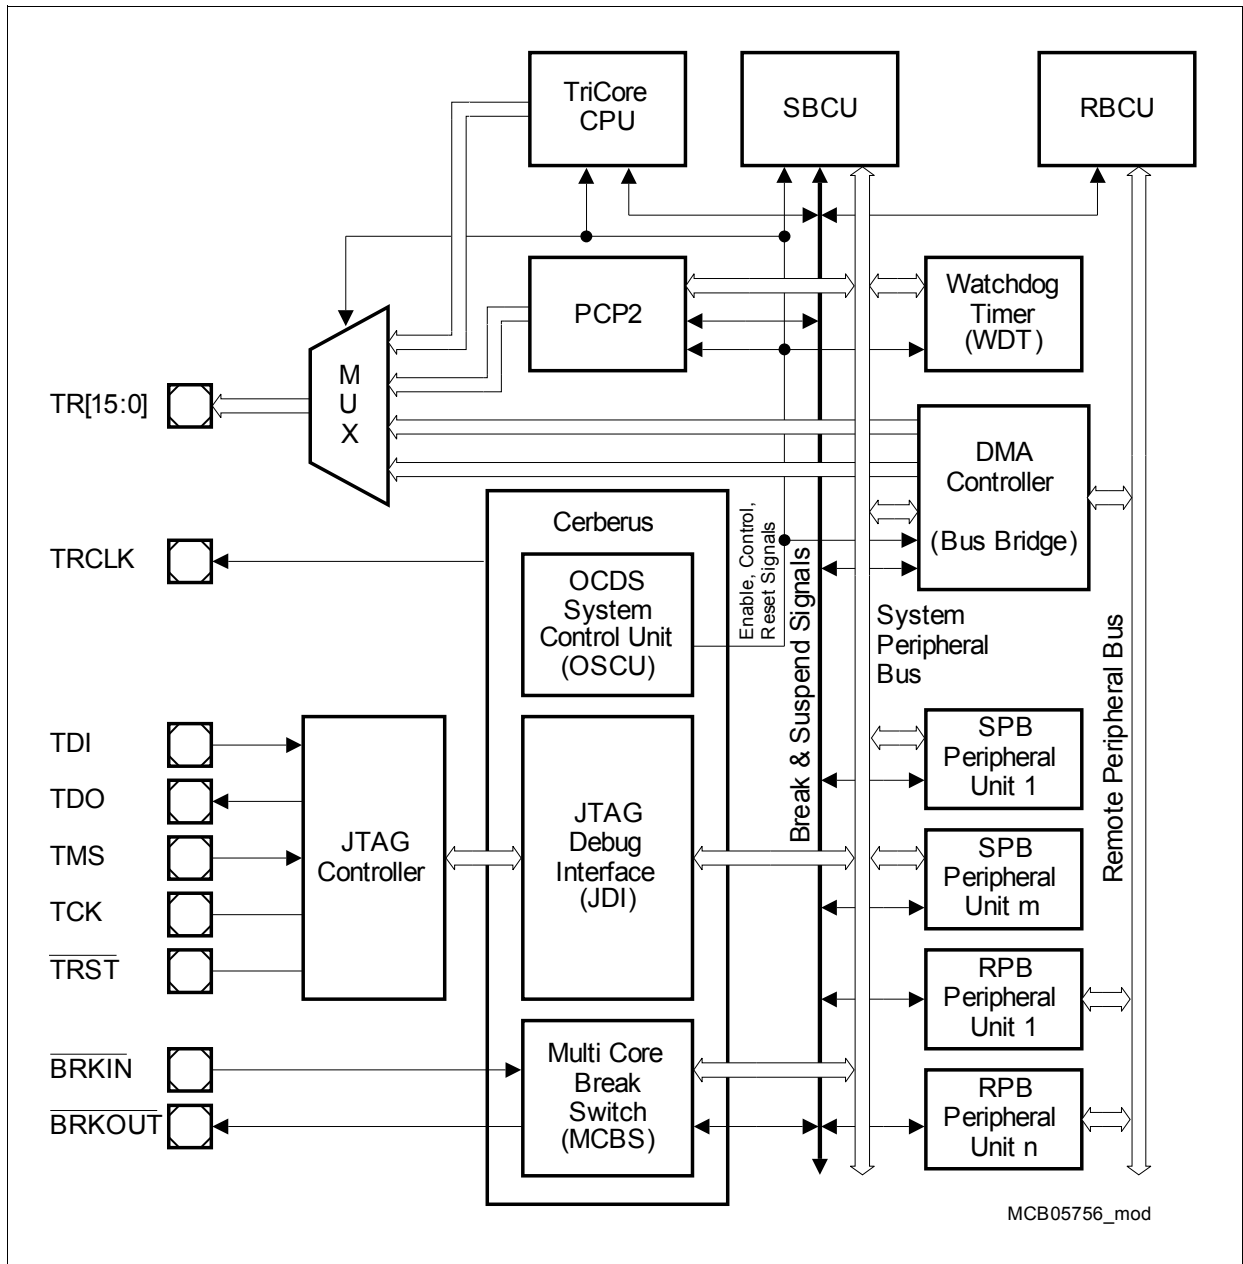 TriCore
CPU
SBCU
RBCU
PCP2
Watchdog
Timer
(WDT)
M
U
X
TR[15:0]
DMA
Controller
(Bus Bridge)
Cerberus
TRCLK
OCDS
System
Control Unit
(OSCU)
Enable, Control,
Reset Signals
Break & Suspend Signals
System
Peripheral
Bus
Remote Peripheral Bus
TDI
TDO
TMS
TCK
TRST
JTAG
Controller
JTAG
Debug
Interface
(JDI)
SPB
Peripheral
Unit 1
SPB
Peripheral
Unit m
RPB
Peripheral
Unit 1
RPB
Peripheral
Unit n
BRKIN
BRKOUT
Multi Core
Break
Switch
(MCBS)
MCB05756_mod